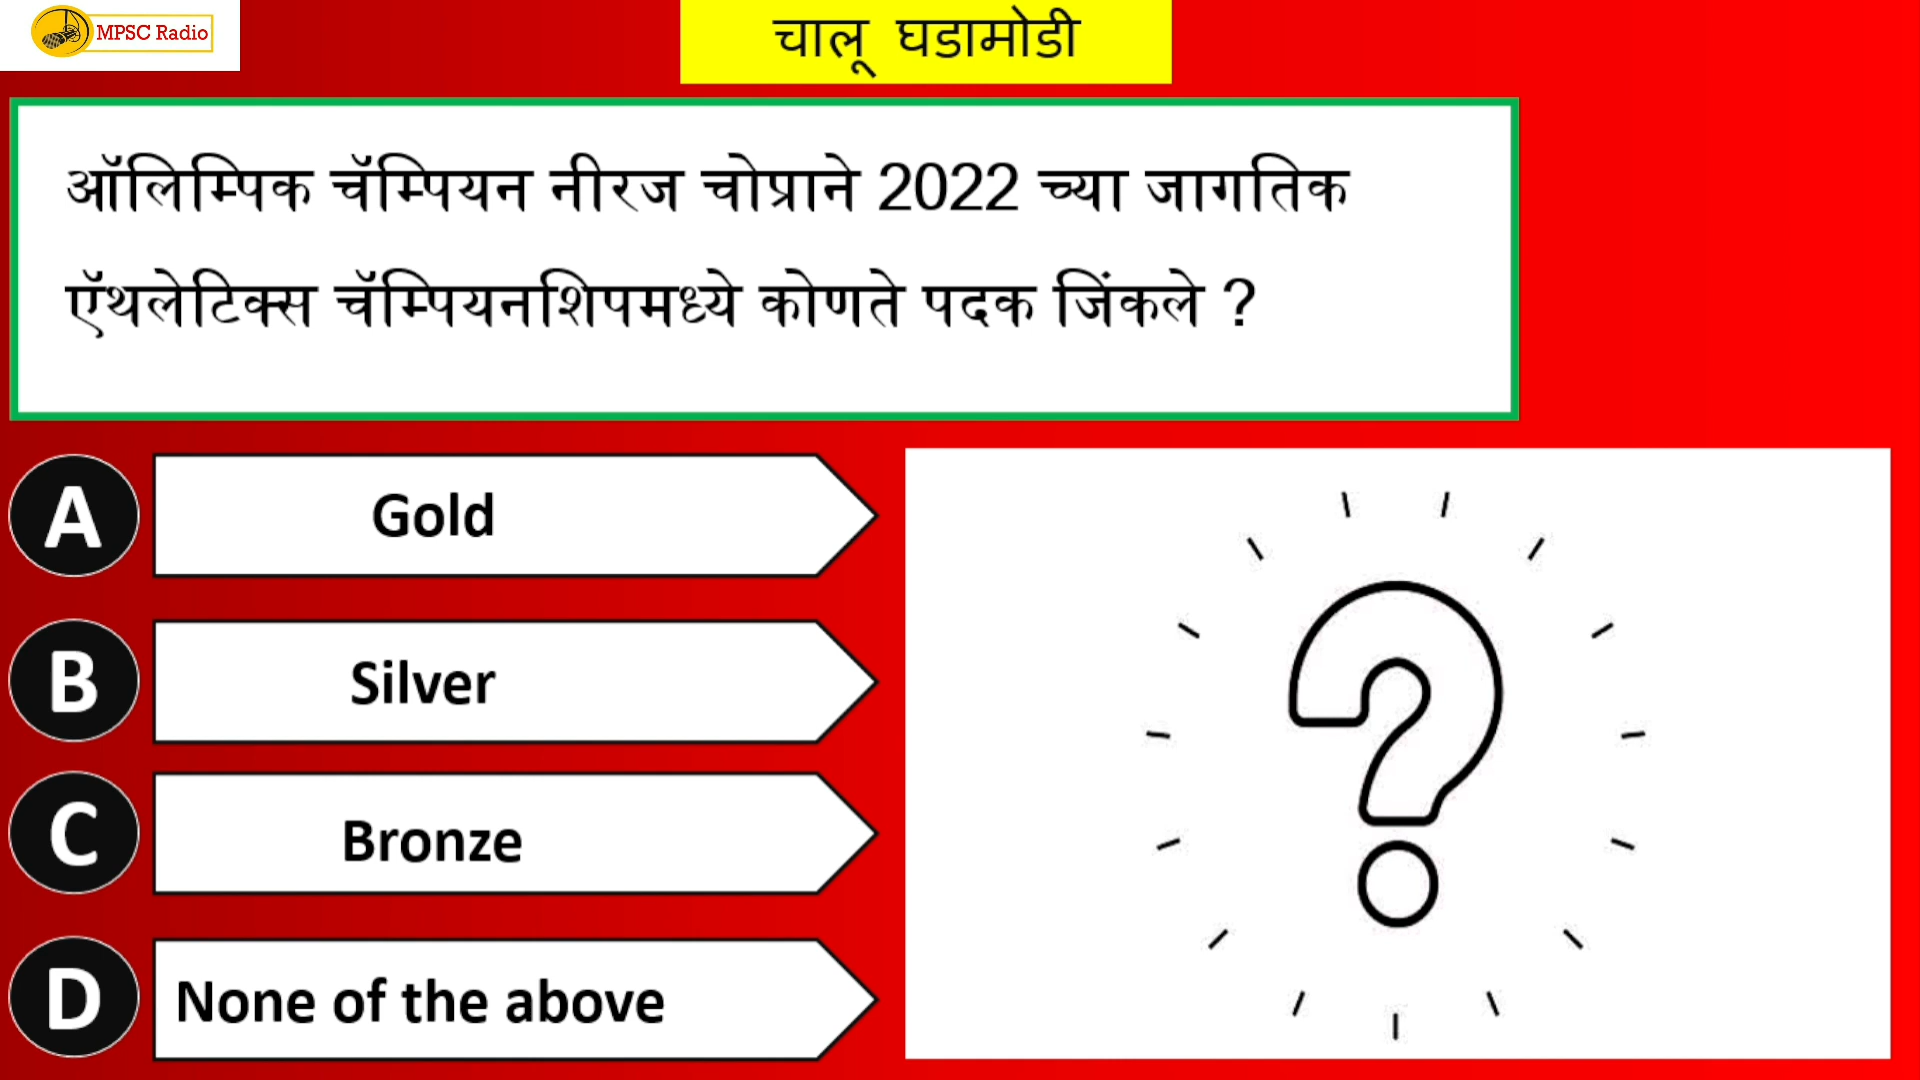 MPSC Radio
चालू घडामोडी
ऑलिम्पिक चॅम्पियन नीरज चोप्राने 2022 च्या जागतिक
ऍथलेटिक्स चॅम्पियनशिपमध्ये कोणते पदक जिंकले ?
A Gold
B Silver
C Bronze
D None of the above